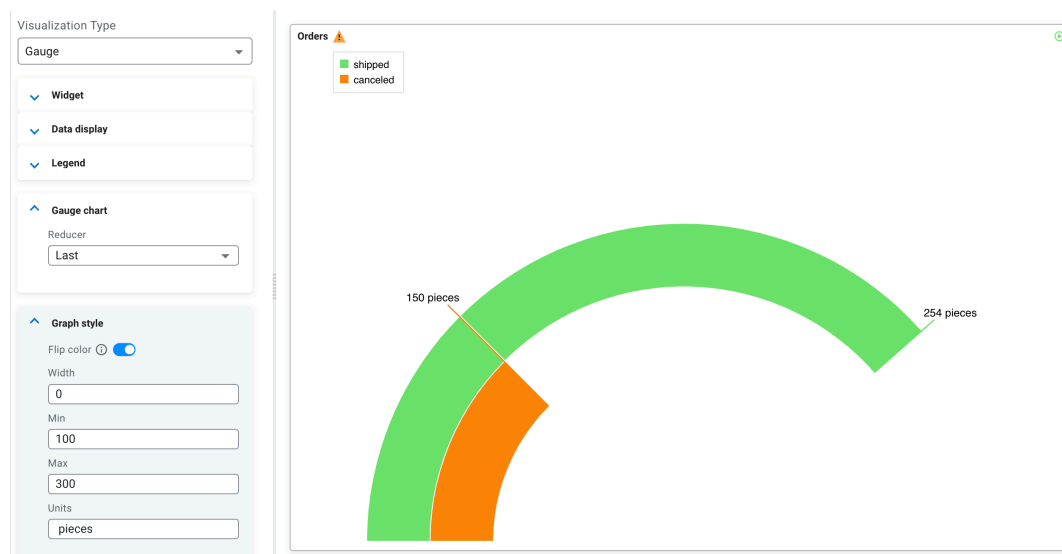 Visualization Type
Gauge
Widget
Data display
Legend
Gauge chart
Reducer
Last
Graph style
Flip color
Width
0
Min
100
Max
300
Units
pieces
Orders
shipped
canceled
150 pieces
254 pieces